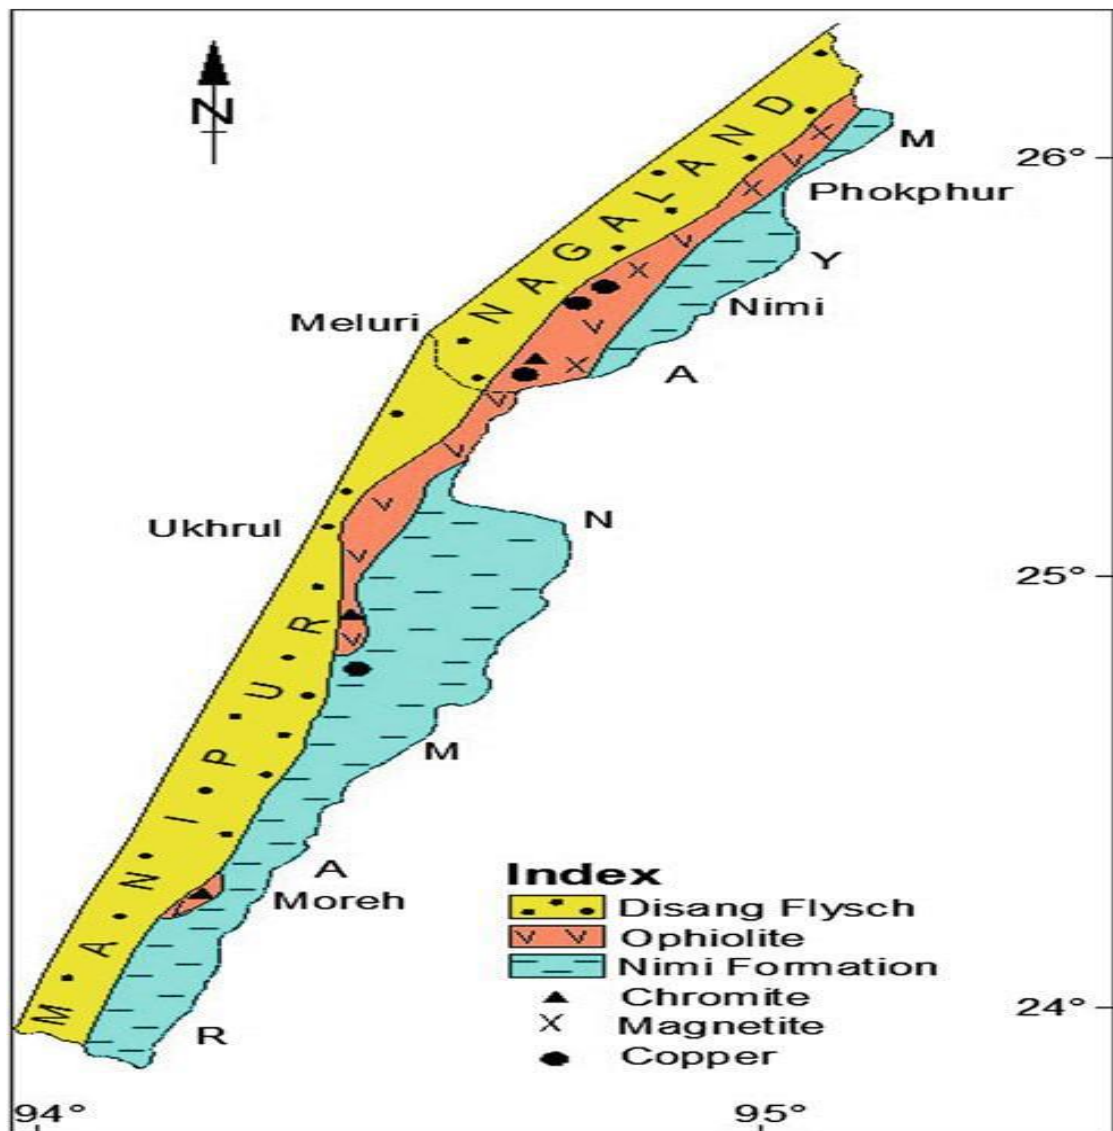 N
NAGALAND
MANIPUR
MYANMAR
26°
Phokphur
Nimi
Meluri
Ukhrul
25°
Moreh
24°
94°
95°
Index
Disang Flysch
Ophiolite
Nimi Formation
Chromite
Magnetite
Copper